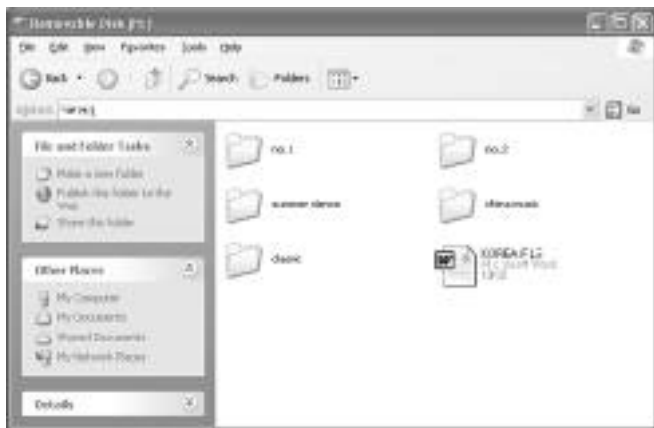 Removable Disk (F:)
File Edit View Favorites Tools Help
Back Search Folders
Go
File and Folder Tasks
Make a new folder
Publish this folder to the
Web
Share this folder
Other Places
My Computer
My Documents
Shared Documents
My Network Places
Details
no.1
no.2
summer dance
classic
Microsoft Word